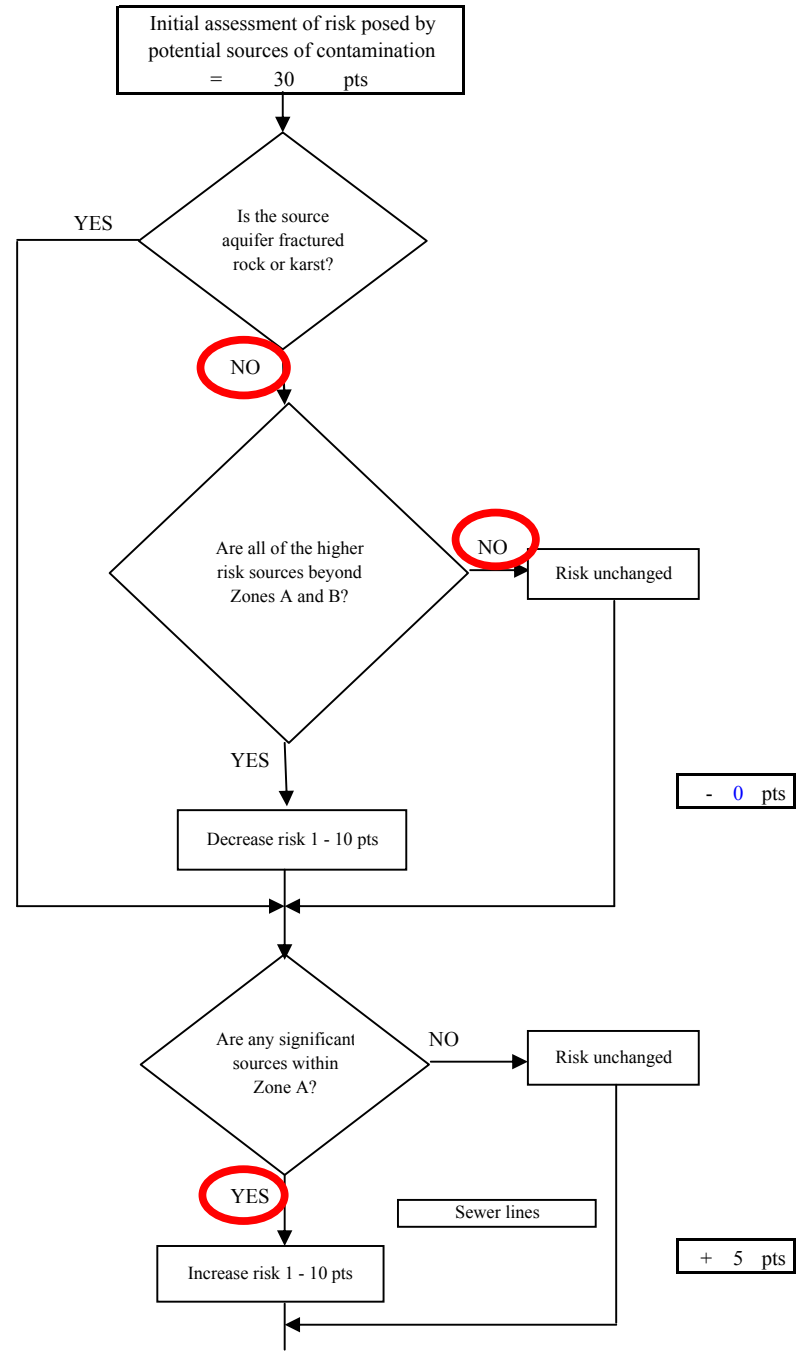 Initial assessment of risk posed by
potential sources of contamination
= 30 pts
YES
Is the source
aquifer fractured
rock or karst?
NO
Are all of the higher
risk sources beyond
Zones A and B?
NO
Risk unchanged
YES
- 0 pts
Decrease risk 1 - 10 pts
Are any significant
sources within
Zone A?
NO
Risk unchanged
YES
Sewer lines
+ 5 pts
Increase risk 1 - 10 pts